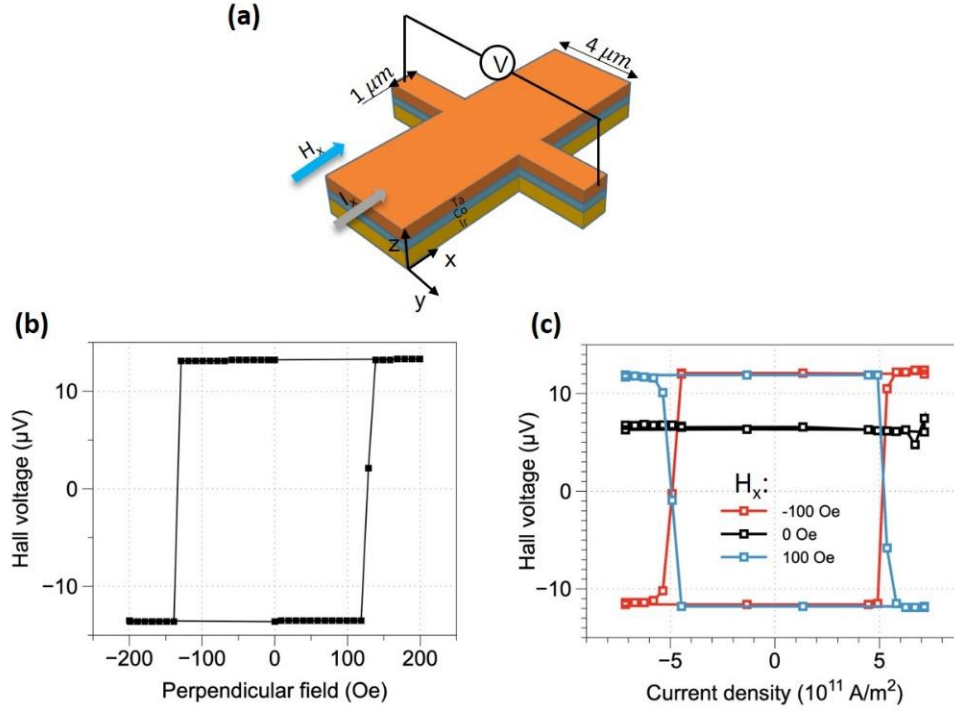 (a)
V
1 μm
4 μm
Hₓ
Iₓ
Ta
Co
Ir
z
x
y
(b)
10
0
−10
Hall voltage (μV)
−200 −100 0 100 200
Perpendicular field (Oe)
(c)
10
0
−10
Hall voltage (μV)
Hₓ:
-100 Oe
0 Oe
100 Oe
−5 0 5
Current density (10¹¹ A/m²)